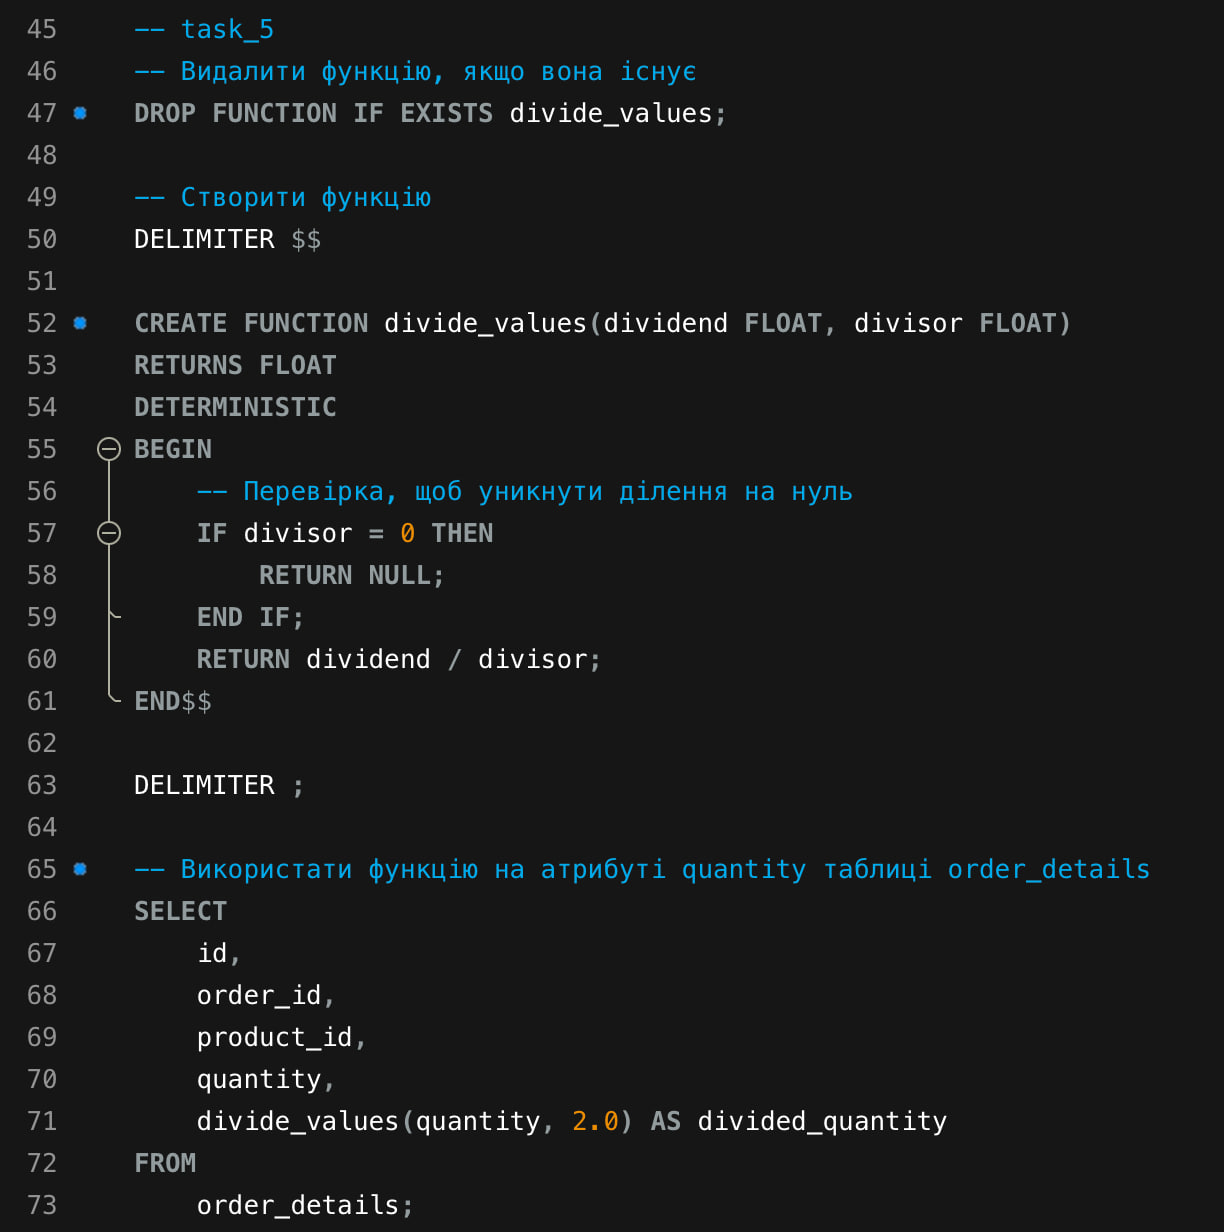 45 -- task_5
46 -- Видалити функцію, якщо вона існує
47 DROP FUNCTION IF EXISTS divide_values;
48
49 -- Створити функцію
50 DELIMITER $$
51
52 CREATE FUNCTION divide_values(dividend FLOAT, divisor FLOAT)
53 RETURNS FLOAT
54 DETERMINISTIC
55 BEGIN
56     -- Перевірка, щоб уникнути ділення на нуль
57     IF divisor = 0 THEN
58         RETURN NULL;
59     END IF;
60     RETURN dividend / divisor;
61 END$$
62
63 DELIMITER ;
64
65 -- Використати функцію на атрибуті quantity таблиці order_details
66 SELECT
67     id,
68     order_id,
69     product_id,
70     quantity,
71     divide_values(quantity, 2.0) AS divided_quantity
72 FROM
73     order_details;